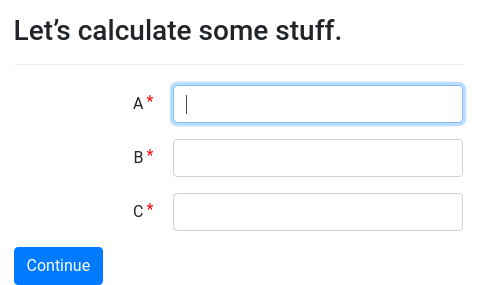 Let’s calculate some stuff.
A *
B *
C *
Continue